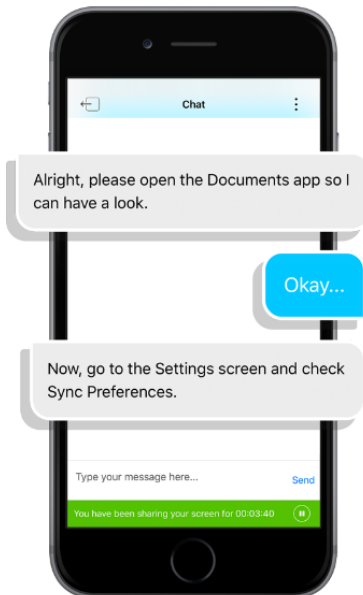 Chat
Alright, please open the Documents app so I
can have a look.
Okay...
Now, go to the Settings screen and check
Sync Preferences.
Type your message here...
Send
You have been sharing your screen for 00:03:40